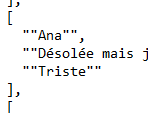 ],
[
""Ana"",
""Désolée mais j
""Triste""
],
[